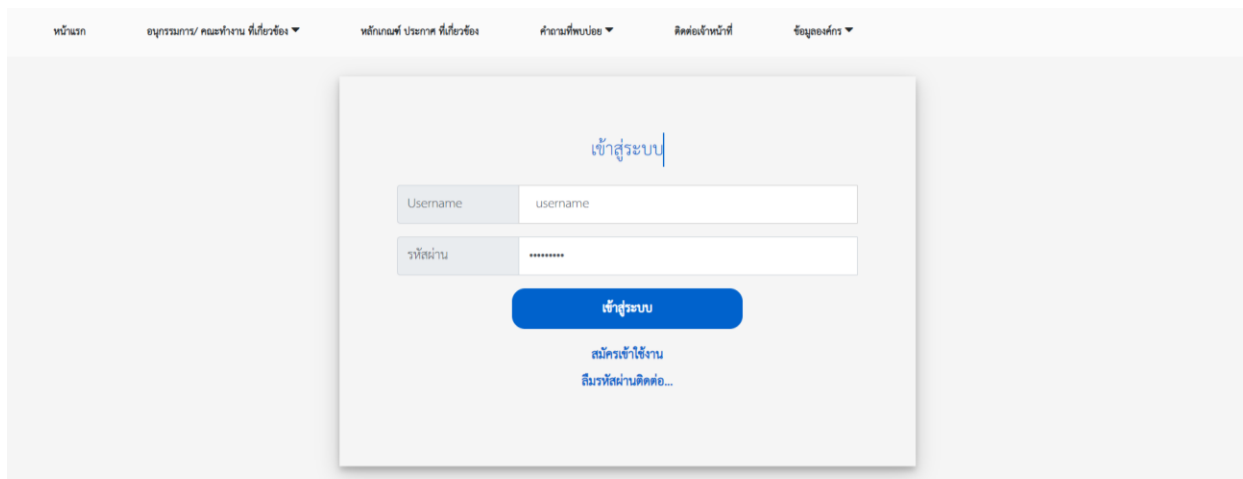 หน้าแรก อนุกรรมการ/ คณะทำงาน ที่เกี่ยวข้อง หลักเกณฑ์ ประกาศ ที่เกี่ยวข้อง คำถามที่พบบ่อย ติดต่อเจ้าหน้าที่ ข้อมูลองค์กร
เข้าสู่ระบบ
Username username
รหัสผ่าน •••••••••
เข้าสู่ระบบ
สมัครเข้าใช้งาน
ลืมรหัสผ่านติดต่อ...